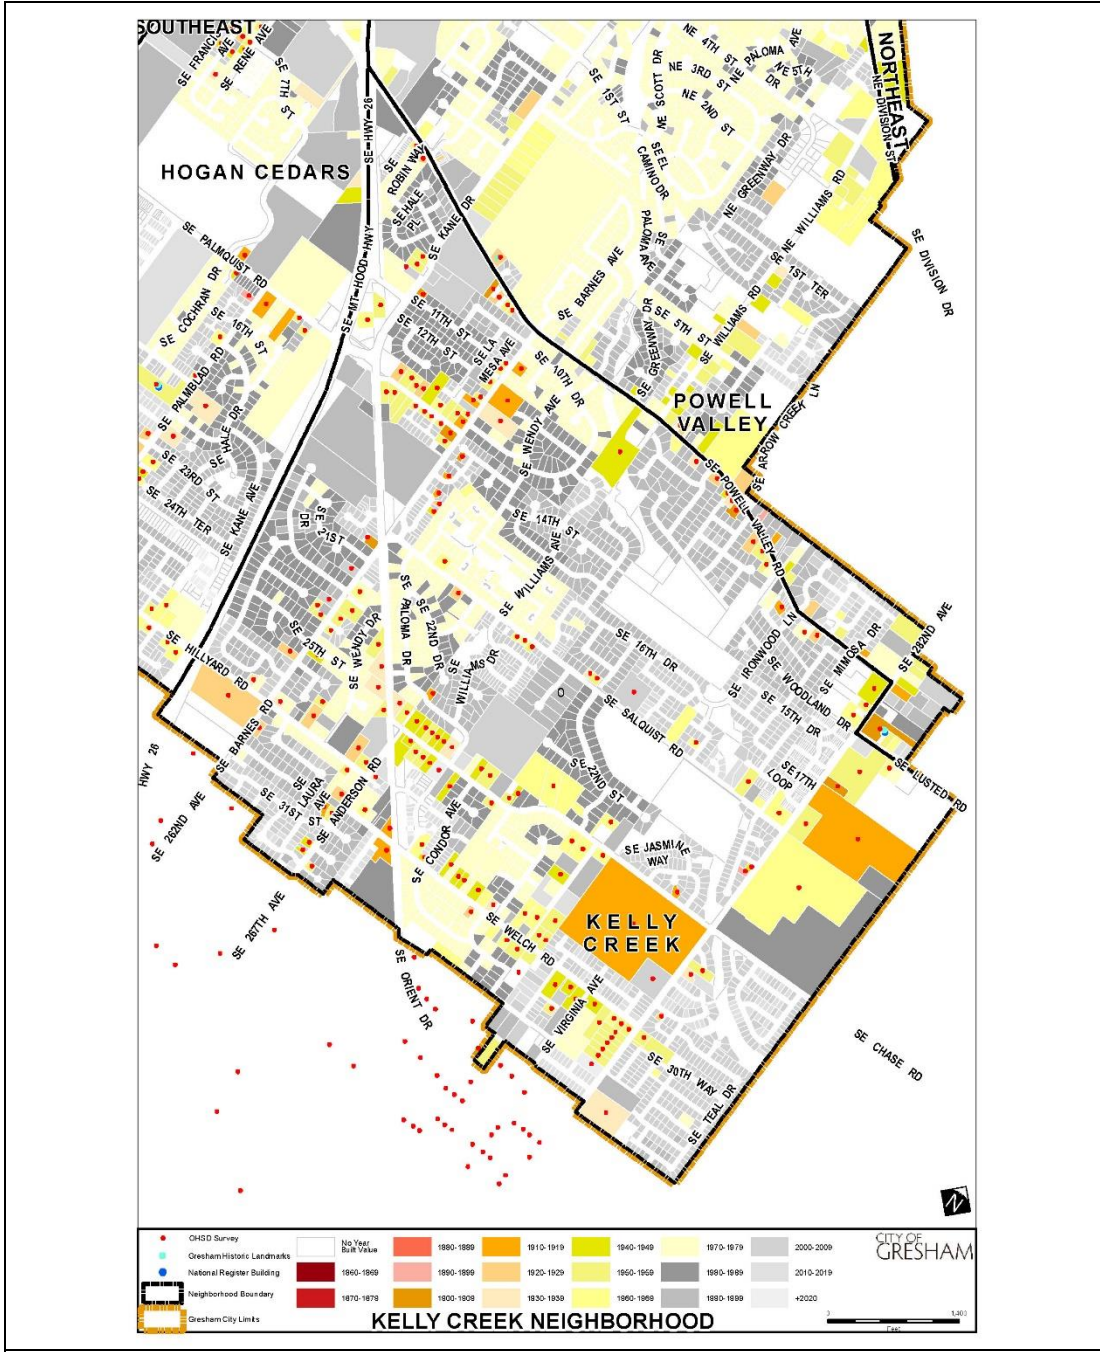 SOUTHEAST
SE FRANCIS AVE
SE RENE AVE
SE 7TH ST
HOGAN CEDARS
SE HWY 26
SE MT HOOD HWY
SE ROBIN WAY
SE HALE PL
SE KANE DR
SE 1ST ST
NE SCOTT DR
NE 4TH ST
NE 3RD ST
NE 2ND ST
NE PALOMA AVE
NE 5TH DR
NORTHEAST
NE DIVISION ST
SE EL CAMINO DR
NE GREENWAY DR
NE WILLIAMS RD
SE PALOMA AVE
SE 1ST TER
SE DIVISION DR
SE PALMQUIST RD
SE COCHRAN DR
SE 16TH ST
SE PALMBLAD RD
SE HALE DR
SE 23RD ST
SE 24TH TER
SE KANE AVE
SE 11TH ST
SE 12TH ST
SE LA MESA AVE
SE BARNES AVE
SE 10TH DR
SE GREENWAY DR
SE 5TH ST
SE WILLIAMS RD
POWELL
VALLEY
SE ARROW CREEK LN
SE WENDY AVE
SE POWELL VALLEY RD
SE 14TH ST
SE 21ST DR
SE WILLIAMS AVE
SE PALOMA DR
SE 22ND DR
SE WILLIAMS DR
SE WENDY DR
SE 25TH ST
SE HILLYARD RD
SE 16TH DR
SE IRONWOOD LN
SE MIMOSA DR
SE 282ND AVE
SE WOODLAND DR
SE 15TH DR
SE SALQUIST RD
SE 17TH LOOP
SE LUSTED RD
SE 22ND ST
SE BARNES RD
HWY 26
SE 262ND AVE
SE LAURA AVE
SE 31ST ST
SE ANDERSON RD
SE CONDOR AVE
SE JASMINE WAY
SE 267TH AVE
KELLY
CREEK
SE WELCH RD
SE ORIENT DR
SE VIRGINIA AVE
SE 30TH WAY
SE TEAL DR
SE CHASE RD
N
OHSD Survey
Gresham Historic Landmarks
National Register Building
Neighborhood Boundary
Gresham City Limits
No Year Built Value
1860-1869
1870-1879
1880-1889
1890-1899
1900-1909
1910-1919
1920-1929
1930-1939
1940-1949
1950-1959
1960-1969
1970-1979
1980-1989
1990-1999
2000-2009
2010-2019
+2020
CITY OF
GRESHAM
0 1,400
Feet
KELLY CREEK NEIGHBORHOOD